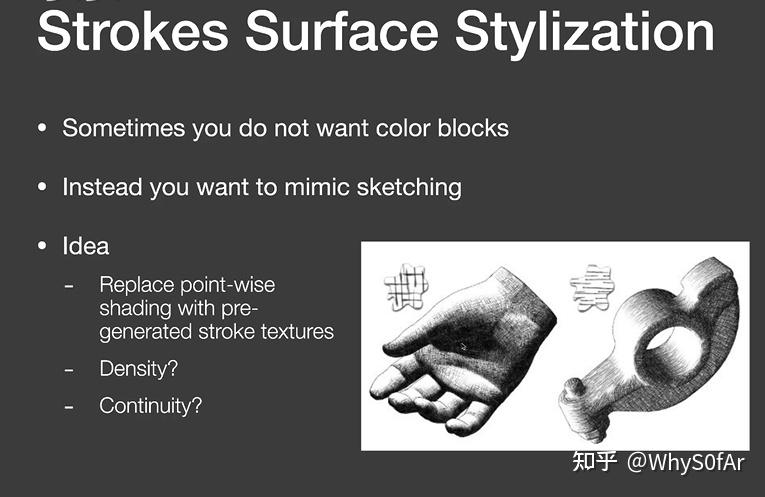 Strokes Surface Stylization
• Sometimes you do not want color blocks
• Instead you want to mimic sketching
• Idea
- Replace point-wise
shading with pre-
generated stroke textures
- Density?
- Continuity?
知乎 @WhyS0fAr